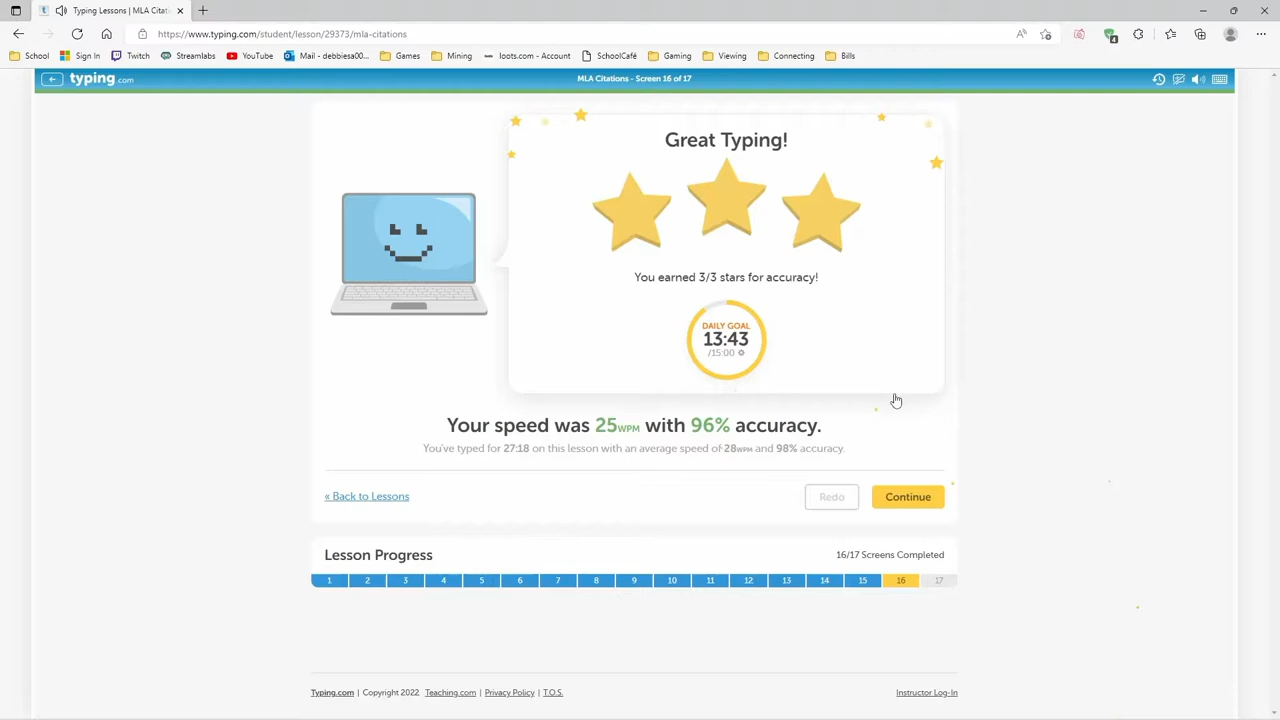 Typing Lessons | MLA Citati
https://www.typing.com/student/lesson/29373/mla-citations
School
Sign In
Twitch
Streamlabs
YouTube
Mail - debbiesa00...
Games
Mining
loots.com - Account
SchoolCafé
Gaming
Viewing
Connecting
Bills
typing.com
MLA Citations - Screen 16 of 17
Great Typing!
You earned 3/3 stars for accuracy!
DAILY GOAL
13:43
/15:00
Your speed was 25WPM with 96% accuracy.
You've typed for 27:18 on this lesson with an average speed of 28WPM and 98% accuracy.
« Back to Lessons
Redo
Continue
Lesson Progress
16/17 Screens Completed
1 2 3 4 5 6 7 8 9 10 11 12 13 14 15 16 17
Typing.com | Copyright 2022 Teaching.com | Privacy Policy | T.O.S.
Instructor Log-In